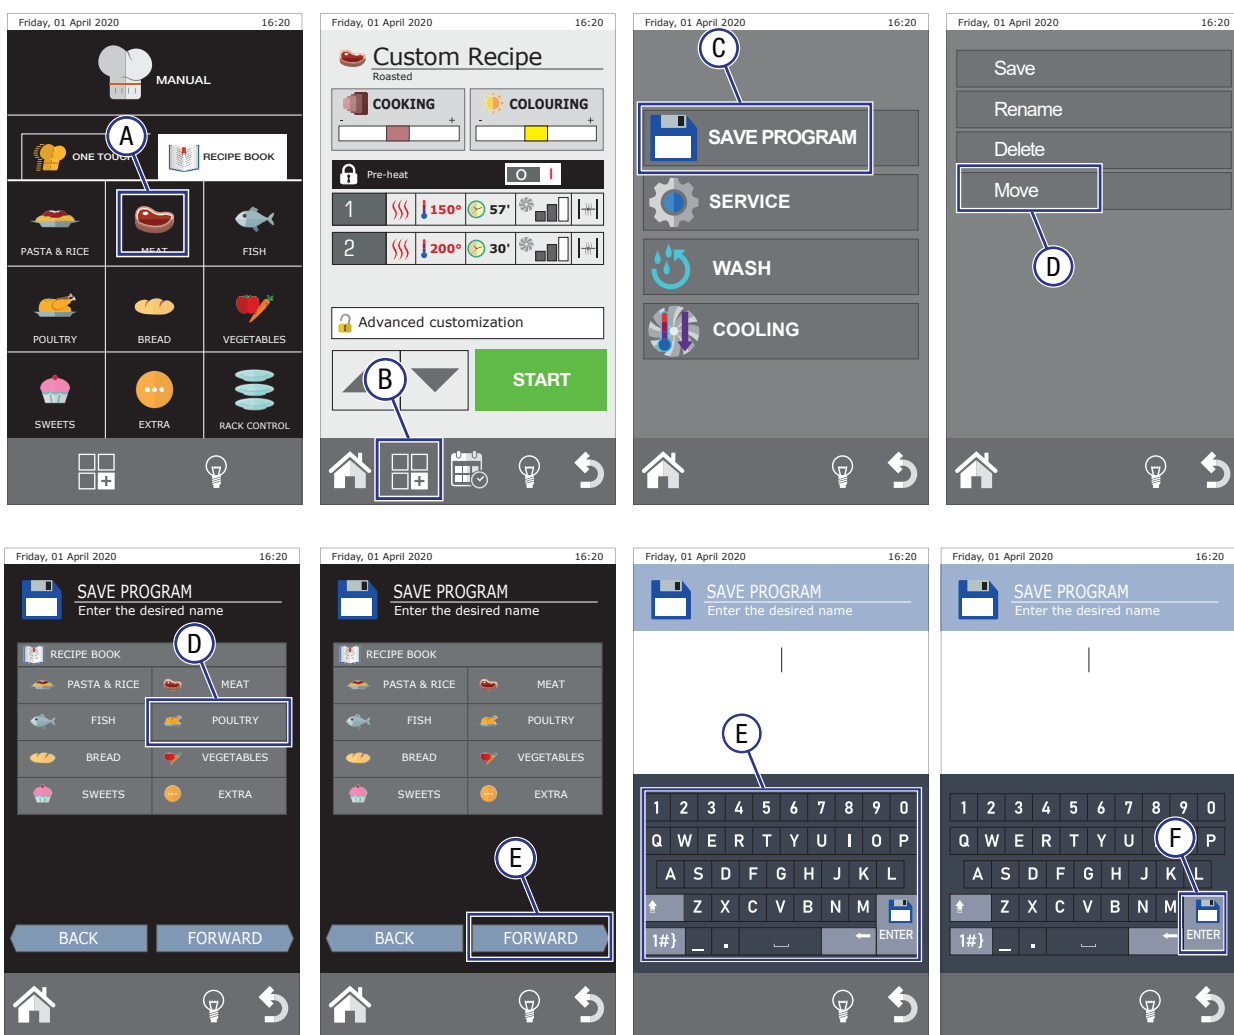 Friday, 01 April 2020 16:20
MANUAL
A
ONE TOUCH
RECIPE BOOK
PASTA & RICE
MEAT
FISH
POULTRY
BREAD
VEGETABLES
SWEETS
EXTRA
RACK CONTROL
Friday, 01 April 2020 16:20
Custom Recipe
Roasted
COOKING
- +
COLOURING
- +
Pre-heat
O I
1 150° 57'
2 200° 30'
Advanced customization
B
START
Friday, 01 April 2020 16:20
C
SAVE PROGRAM
SERVICE
WASH
COOLING
Friday, 01 April 2020 16:20
Save
Rename
Delete
Move
D
Friday, 01 April 2020 16:20
SAVE PROGRAM
Enter the desired name
D
RECIPE BOOK
PASTA & RICE MEAT
FISH POULTRY
BREAD VEGETABLES
SWEETS EXTRA
BACK FORWARD
Friday, 01 April 2020 16:20
SAVE PROGRAM
Enter the desired name
RECIPE BOOK
PASTA & RICE MEAT
FISH POULTRY
BREAD VEGETABLES
SWEETS EXTRA
E
BACK FORWARD
Friday, 01 April 2020 16:20
SAVE PROGRAM
Enter the desired name
E
1 2 3 4 5 6 7 8 9 0
Q W E R T Y U I O P
A S D F G H J K L
Z X C V B N M
1#} _ . ENTER
Friday, 01 April 2020 16:20
SAVE PROGRAM
Enter the desired name
1 2 3 4 5 6 7 8 9 0
Q W E R T Y U P
F
A S D F G H J K L
Z X C V B N M
1#} _ . ENTER